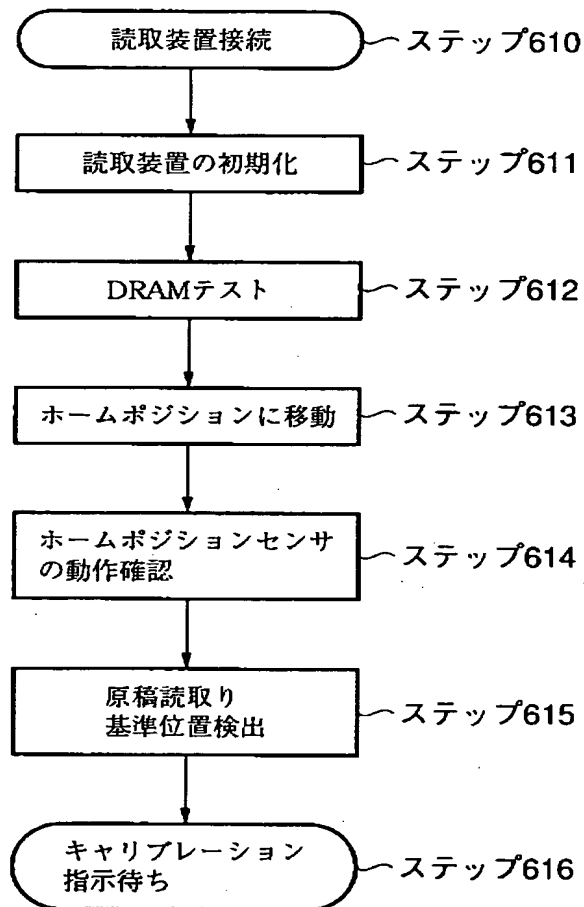 読取装置接続
ステップ610
読取装置の初期化
ステップ611
DRAMテスト
ステップ612
ホームポジションに移動
ステップ613
ホームポジションセンサ
の動作確認
ステップ614
原稿読取り
基準位置検出
ステップ615
キャリブレーション
指示待ち
ステップ616